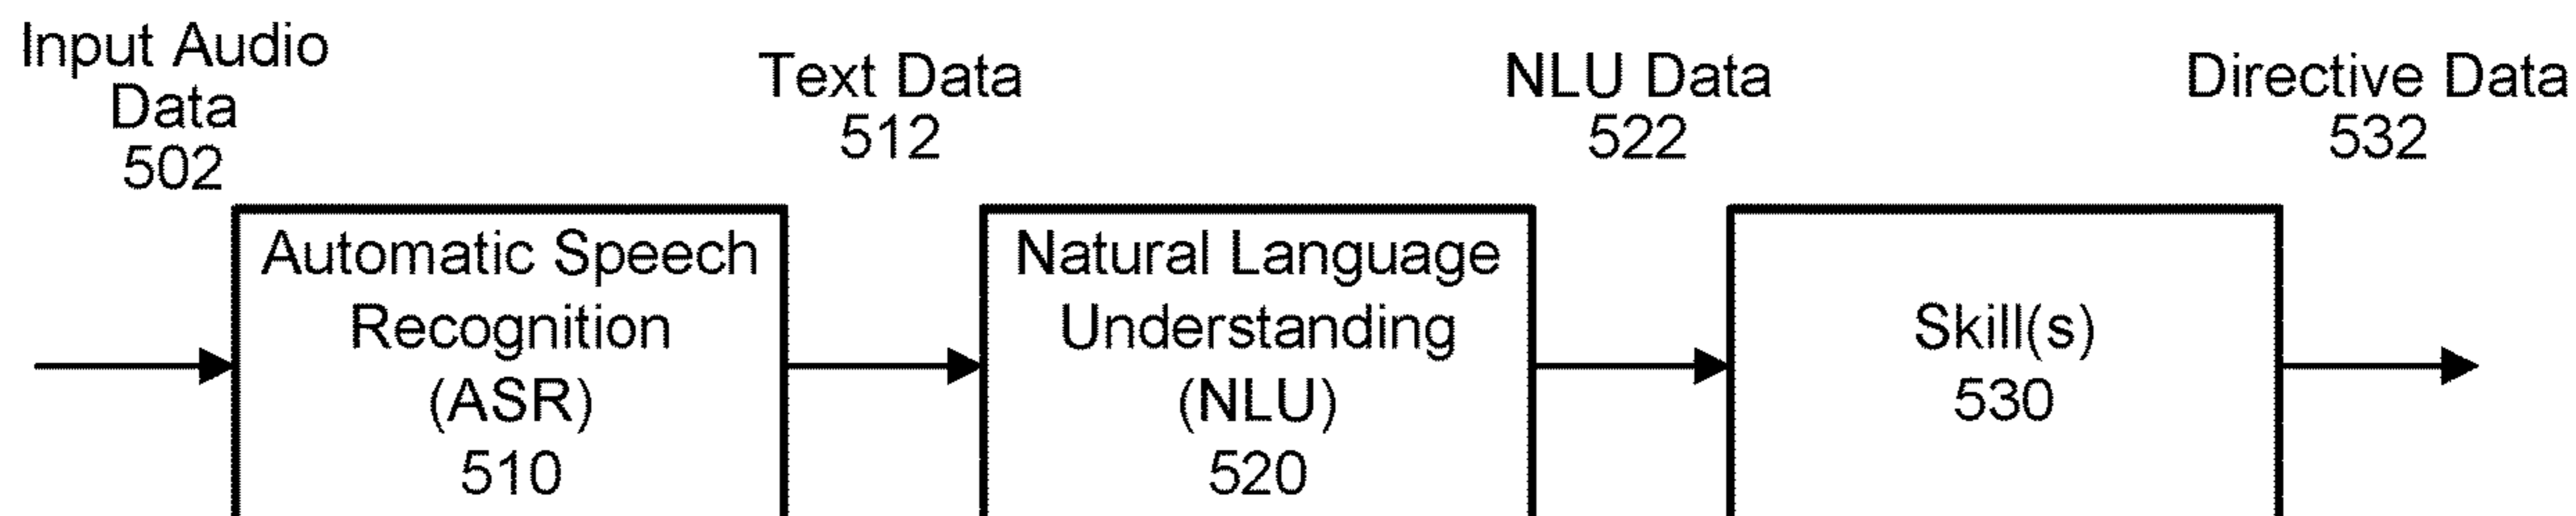 Input Audio
Data
502
Text Data
512
NLU Data
522
Directive Data
532
Automatic Speech
Recognition
(ASR)
510
Natural Language
Understanding
(NLU)
520
Skill(s)
530